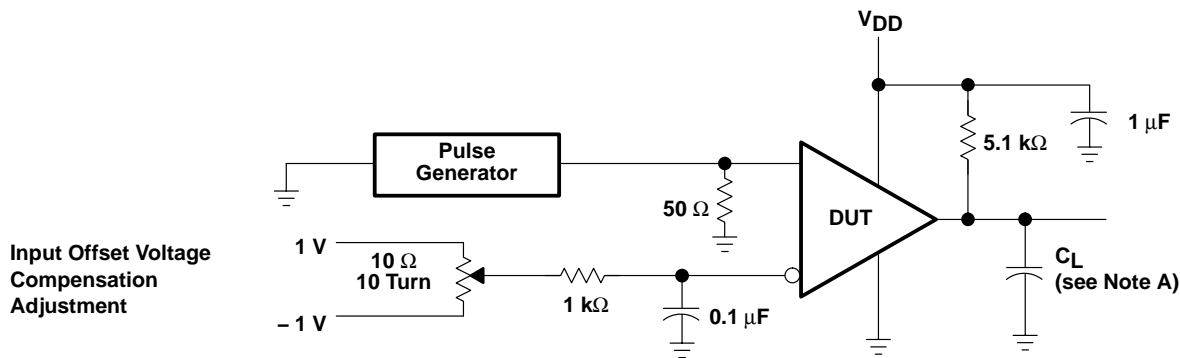 VDD
1 μF
5.1 kΩ
Pulse
Generator
50 Ω
DUT
Input Offset Voltage
Compensation
Adjustment
1 V
10 Ω
10 Turn
– 1 V
1 kΩ
0.1 μF
CL
(see Note A)